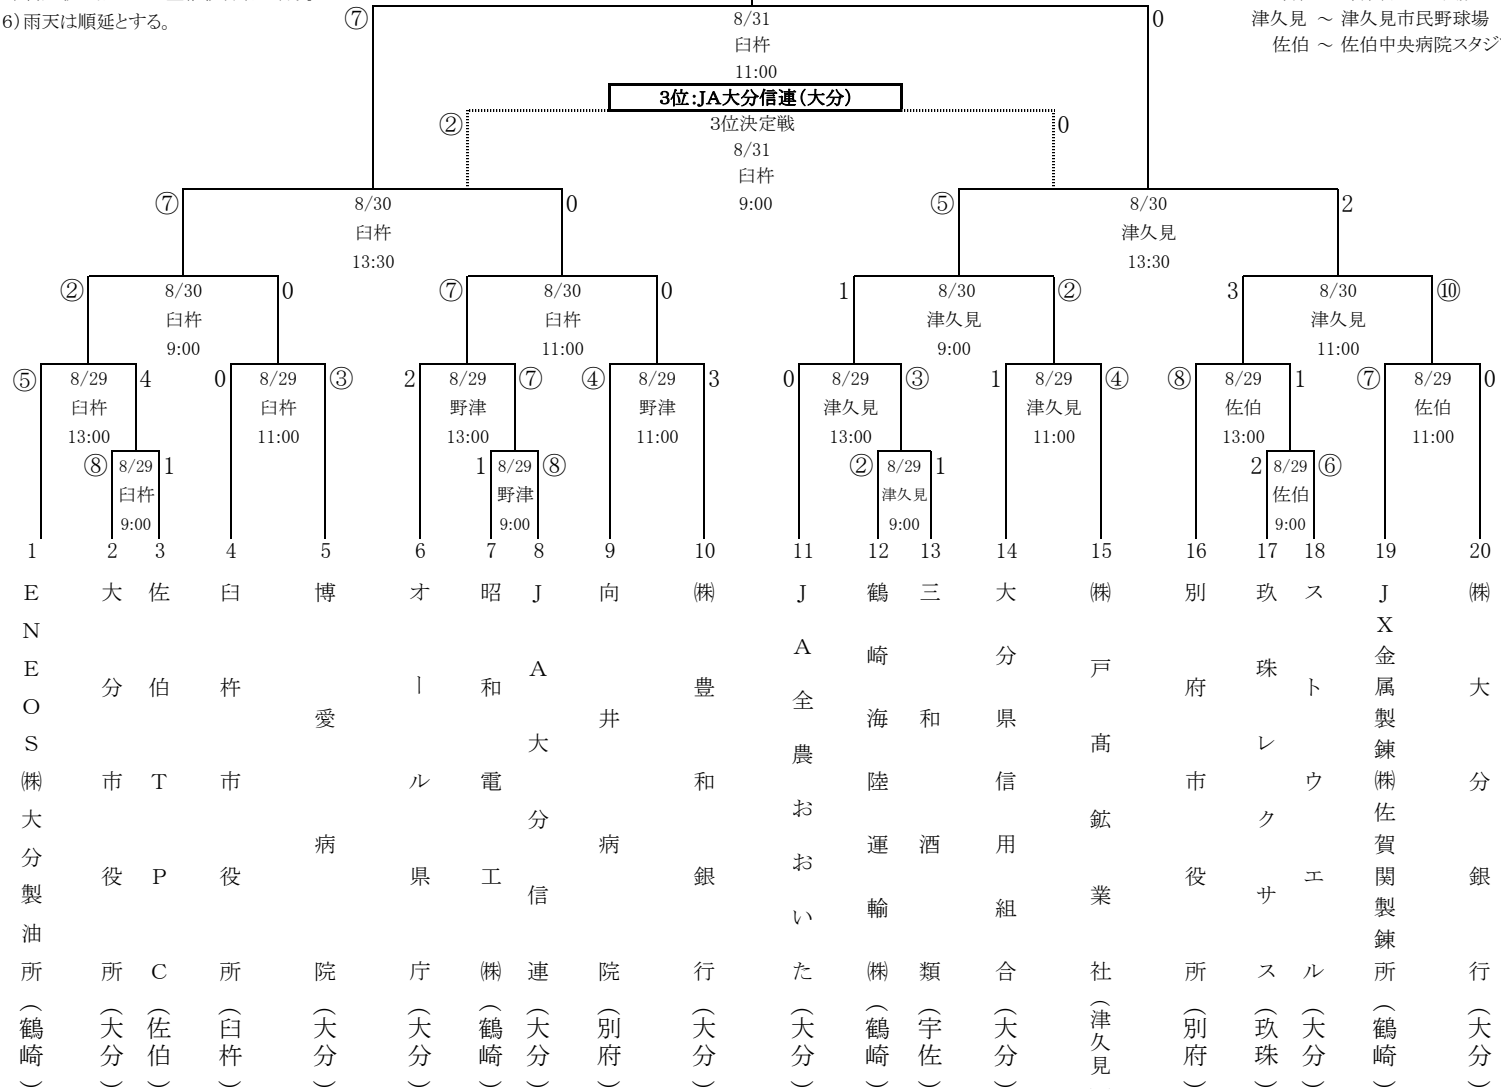 6)雨天は順延とする。
津久見 ～ 津久見市民野球場
佐伯 ～ 佐伯中央病院スタジ
⑦ 8/31 0
臼杵
11:00
3位:JA大分信連(大分)
② 3位決定戦 0
8/31
臼杵
9:00
⑦ 8/30 0 ⑤ 8/30 2
臼杵 津久見
13:30 13:30
② 8/30 0 ⑦ 8/30 0 1 8/30 ② 3 8/30 ⑩
臼杵 臼杵 津久見 津久見
9:00 11:00 9:00 11:00
⑤ 8/29 4 0 8/29 ③ 2 8/29 ⑦ ④ 8/29 3 0 8/29 ③ 1 8/29 ④ ⑧ 8/29 1 ⑦ 8/29 0
臼杵 臼杵 野津 野津 津久見 津久見 佐伯 佐伯
13:00 11:00 13:00 11:00 13:00 11:00 13:00 11:00
⑧ 8/29 1 1 8/29 ⑧ ② 8/29 1 2 8/29 ⑥
臼杵 野津 津久見 佐伯
9:00 9:00 9:00 9:00
1 2 3 4 5 6 7 8 9 10 11 12 13 14 15 16 17 18 19 20
ENEOS㈱大分製油所(鶴崎)
大分市役所(大分)
佐伯TPC(佐伯)
臼杵市役所(臼杵)
博愛病院(大分)
オール県庁(大分)
昭和電工㈱(鶴崎)
JA大分信連(大分)
向井病院(別府)
㈱豊和銀行(大分)
JA全農おおいた(大分)
鶴崎海陸運輸㈱(鶴崎)
三和酒類(宇佐)
大分県信用組合(大分)
㈱戸髙鉱業社(津久見
別府市役所(別府)
玖珠レクサス(玖珠)
ストウエル(大分)
JX金属製錬㈱佐賀関製錬所(鶴崎)
㈱大分銀行(大分)